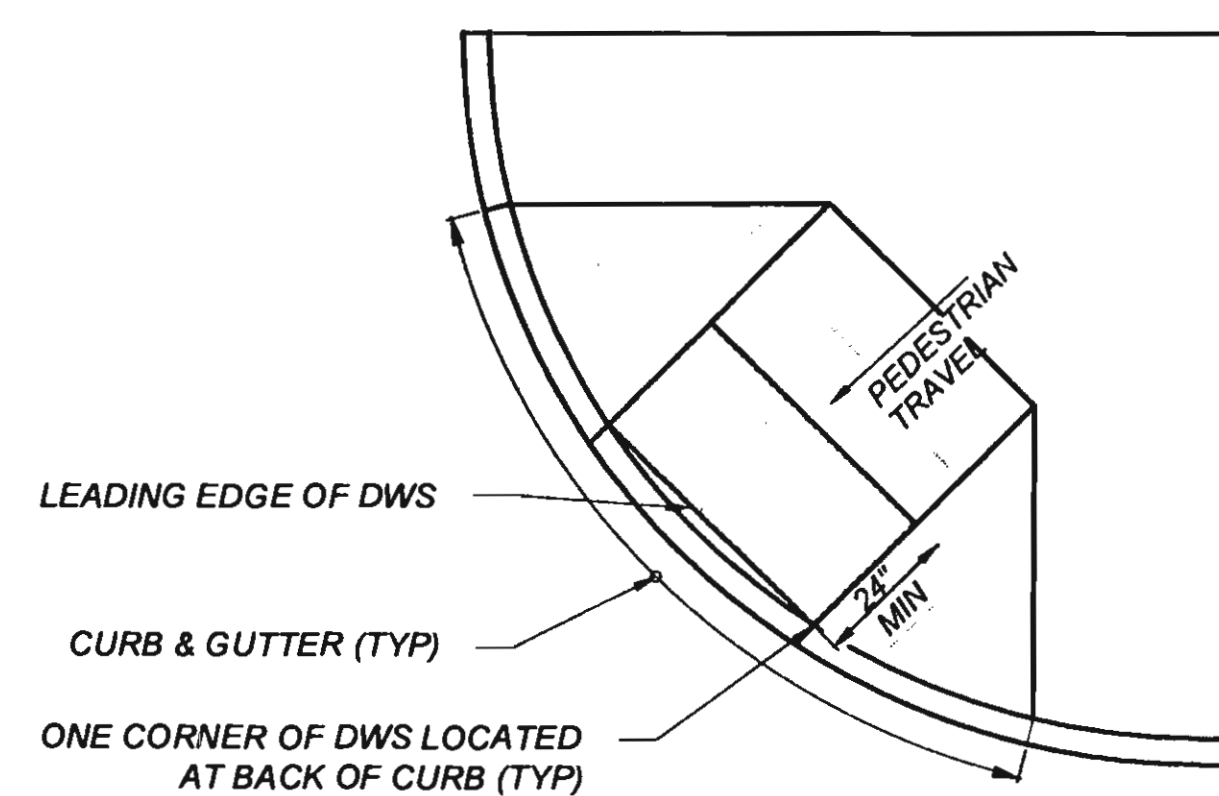 PEDESTRIAN
TRAVEL
LEADING EDGE OF DWS
24"
MIN
CURB & GUTTER (TYP)
ONE CORNER OF DWS LOCATED
AT BACK OF CURB (TYP)